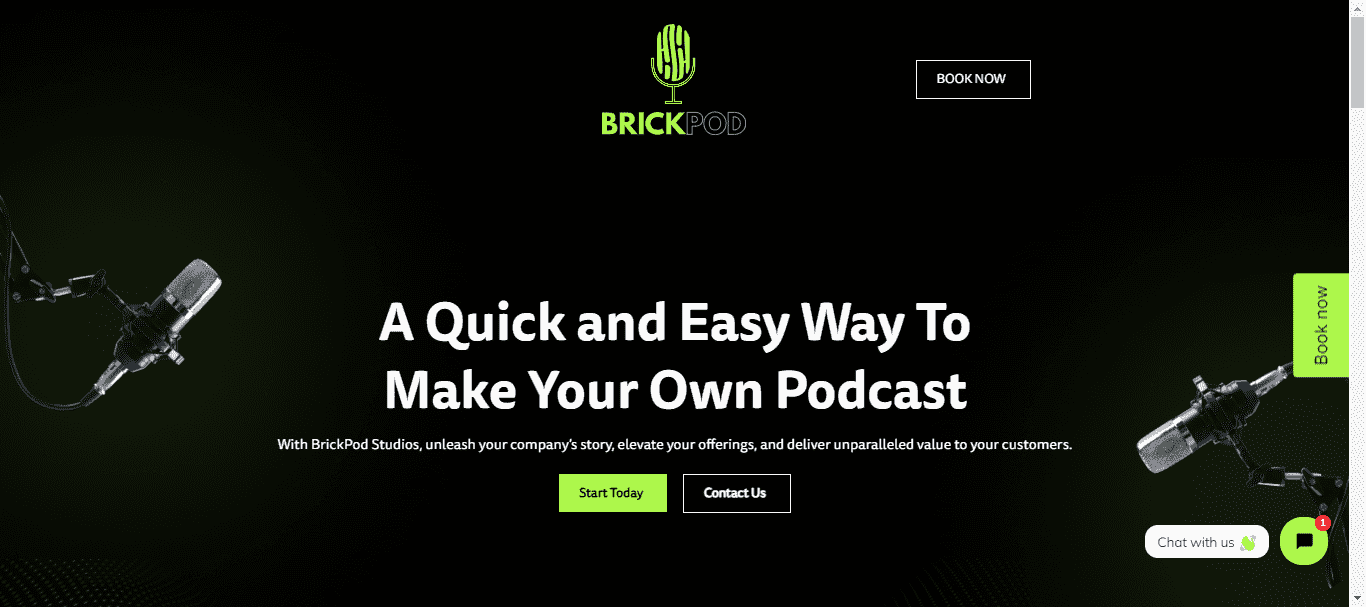 BRICKPOD
BOOK NOW
A Quick and Easy Way To
Make Your Own Podcast
With BrickPod Studios, unleash your company's story, elevate your offerings, and deliver unparalleled value to your customers.
Start Today
Contact Us
Book now
Chat with us
1